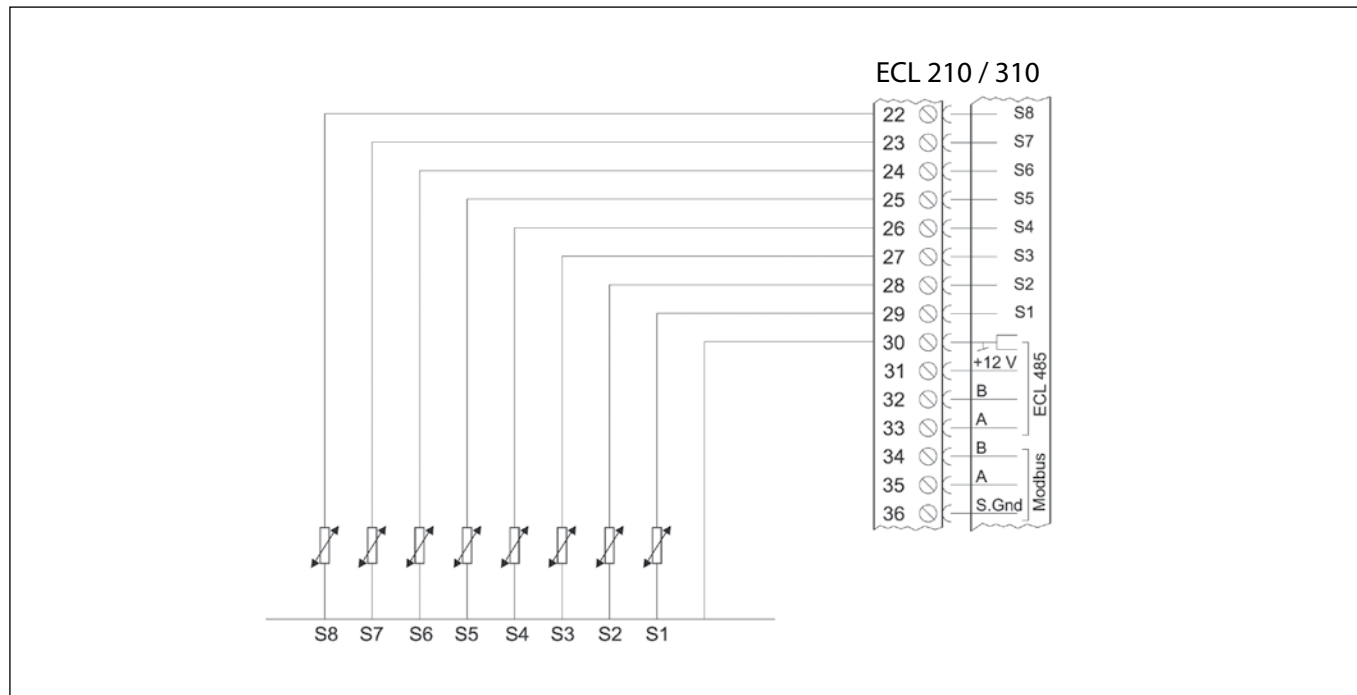 ECL 210 / 310
22 S8
23 S7
24 S6
25 S5
26 S4
27 S3
28 S2
29 S1
30
31 +12 V
32 B
33 A
ECL 485
34 B
35 A
36 S.Gnd
Modbus
S8 S7 S6 S5 S4 S3 S2 S1